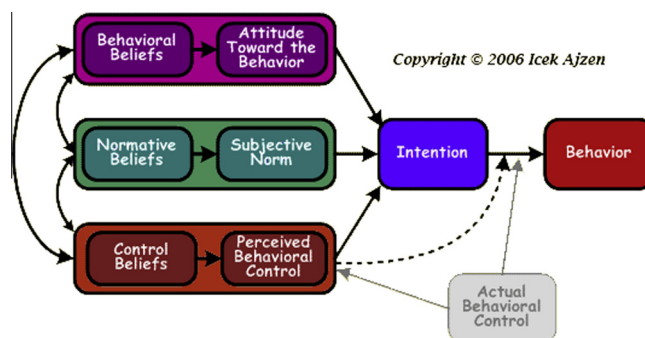 Behavioral
Beliefs
Attitude
Toward the
Behavior
Copyright © 2006 Icek Ajzen
Normative
Beliefs
Subjective
Norm
Intention
Behavior
Control
Beliefs
Perceived
Behavioral
Control
Actual
Behavioral
Control